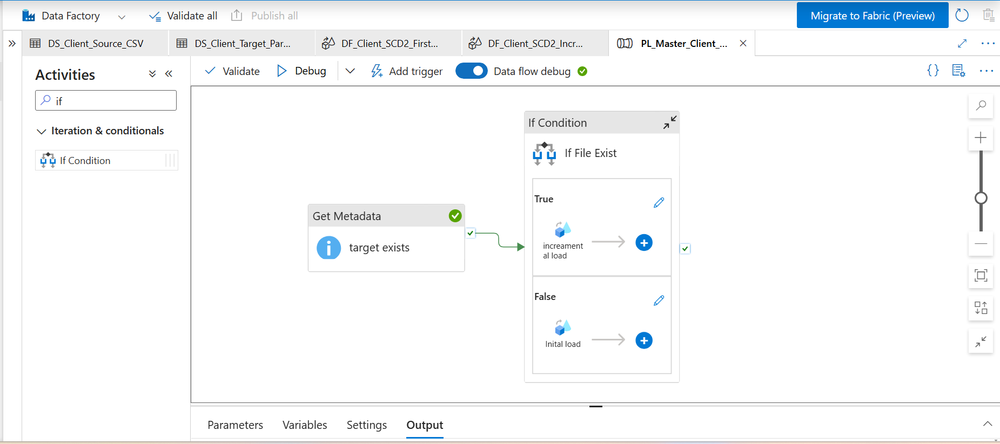 Data Factory
Validate all
Publish all
Migrate to Fabric (Preview)
DS_Client_Source_CSV
DS_Client_Target_Par...
DF_Client_SCD2_First...
DF_Client_SCD2_Incr...
PL_Master_Client_...
Activities
Validate
Debug
Add trigger
Data flow debug
{}
if
Iteration & conditionals
If Condition
If Condition
If File Exist
True
increament
al load
Get Metadata
target exists
False
Inital load
Parameters
Variables
Settings
Output